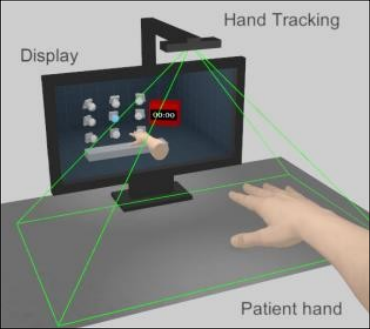 Hand Tracking
Display
00:00
Patient hand